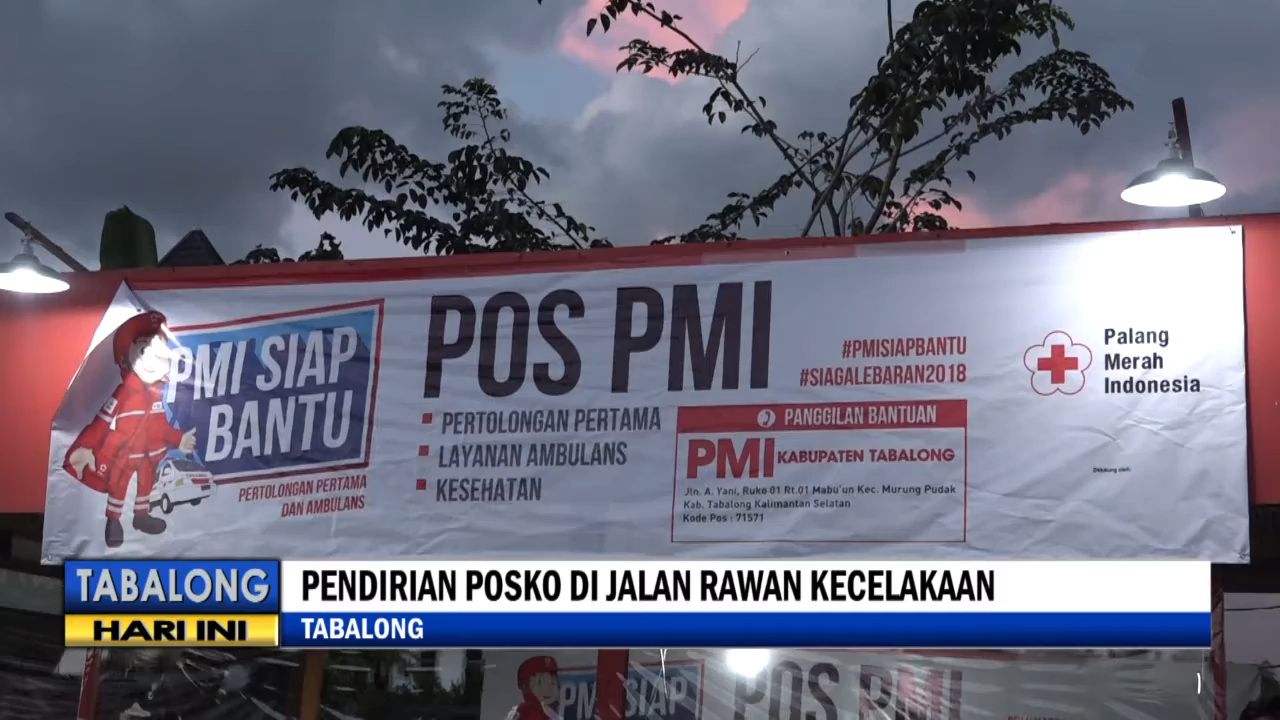 PMI SIAP
BANTU
PERTOLONGAN PERTAMA
DAN AMBULANS
POS PMI
PERTOLONGAN PERTAMA
LAYANAN AMBULANS
KESEHATAN
#PMISIAPBANTU
#SIAGALEBARAN2018
PANGGILAN BANTUAN
PMI KABUPATEN TABALONG
Jln. A. Yani, Ruko 01 Rt.01 Mabu'un Kec. Murung Pudak
Kab. Tabalong Kalimantan Selatan
Kode Pos : 71571
Palang
Merah
Indonesia
Didukung oleh:
TABALONG
HARI INI
PENDIRIAN POSKO DI JALAN RAWAN KECELAKAAN
TABALONG
PMI SIAP
POS PMI